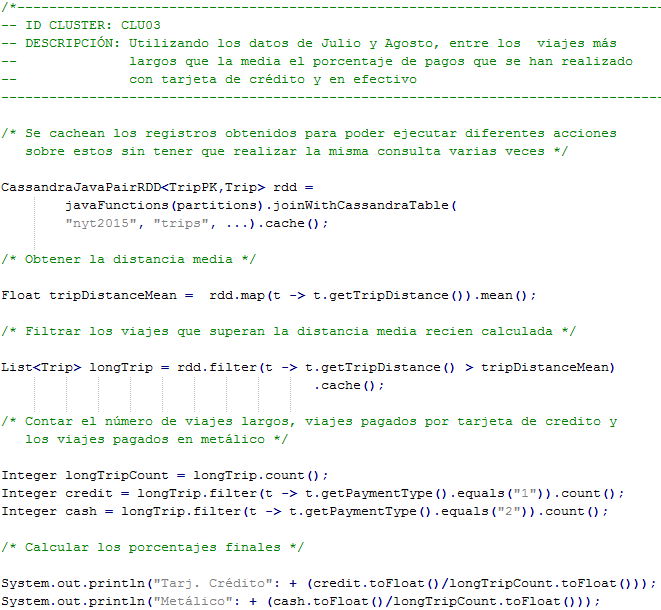 /*---------------------------------------------------------------------------------
-- ID CLUSTER: CLU03
-- DESCRIPCIÓN: Utilizando los datos de Julio y Agosto, entre los  viajes más
--              largos que la media el porcentaje de pagos que se han realizado
--              con tarjeta de crédito y en efectivo
-----------------------------------------------------------------------------------
/* Se cachean los registros obtenidos para poder ejecutar diferentes acciones
   sobre estos sin tener que realizar la misma consulta varias veces */
CassandraJavaPairRDD<TripPK,Trip> rdd =
        javaFunctions(partitions).joinWithCassandraTable(
        "nyt2015", "trips", ...).cache();
/* Obtener la distancia media */
Float tripDistanceMean =  rdd.map(t -> t.getTripDistance()).mean();
/* Filtrar los viajes que superan la distancia media recien calculada */
List<Trip> longTrip = rdd.filter(t -> t.getTripDistance() > tripDistanceMean)
                                       .cache();
/* Contar el número de viajes largos, viajes pagados por tarjeta de credito y
   los viajes pagados en metálico */
Integer longTripCount = longTrip.count();
Integer credit = longTrip.filter(t -> t.getPaymentType().equals("1")).count();
Integer cash = longTrip.filter(t -> t.getPaymentType().equals("2")).count();
/* Calcular los porcentajes finales */
System.out.println("Tarj. Crédito": + (credit.toFloat()/longTripCount.toFloat()));
System.out.println("Metálico": + (cash.toFloat()/longTripCount.toFloat()));